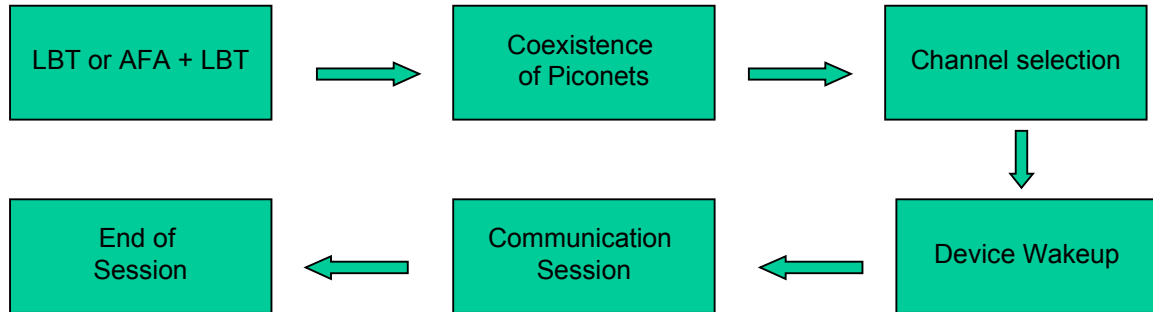 LBT or AFA + LBT
Coexistence
of Piconets
Channel selection
Device Wakeup
Communication
Session
End of
Session